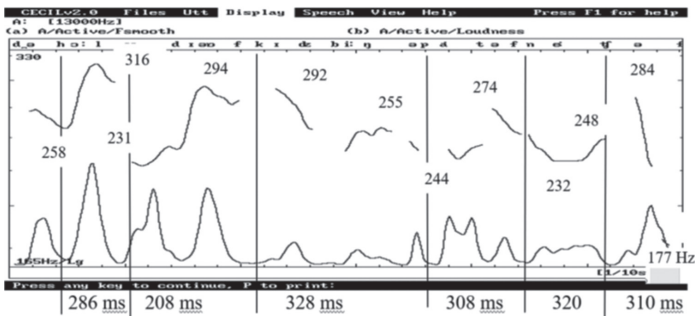 CECILv2.0 Files Utt Display Speech View Help Press F1 for help
A: [13000Hz]
(a) A/Active/Fsmooth (b) A/Active/Loudness
330
316
294
292
274
284
255
231
248
258
244
232
165Hz/Lg
177 Hz
[1/10s
Press any key to continue, P to print:
286 ms 208 ms 328 ms 308 ms 320 310 ms